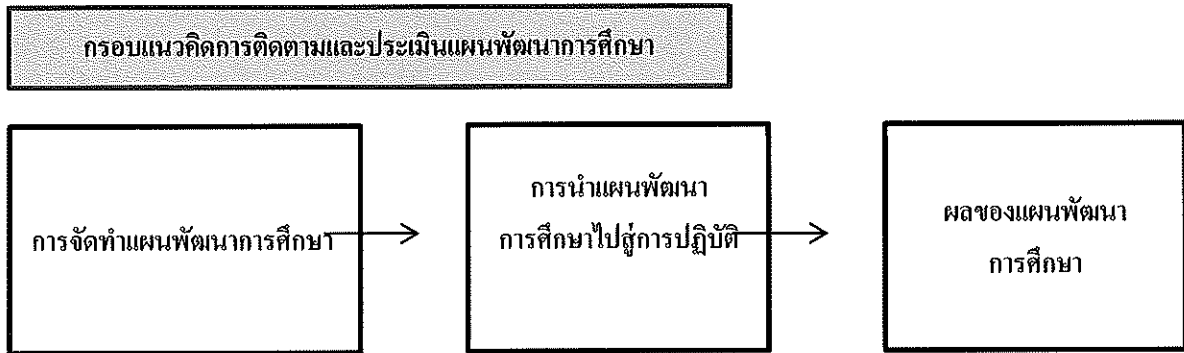 กรอบแนวคิดการติดตามและประเมินแผนพัฒนาการศึกษา
การจัดทำแผนพัฒนาการศึกษา
การนำแผนพัฒนา
การศึกษาไปสู่การปฏิบัติ
ผลของแผนพัฒนา
การศึกษา